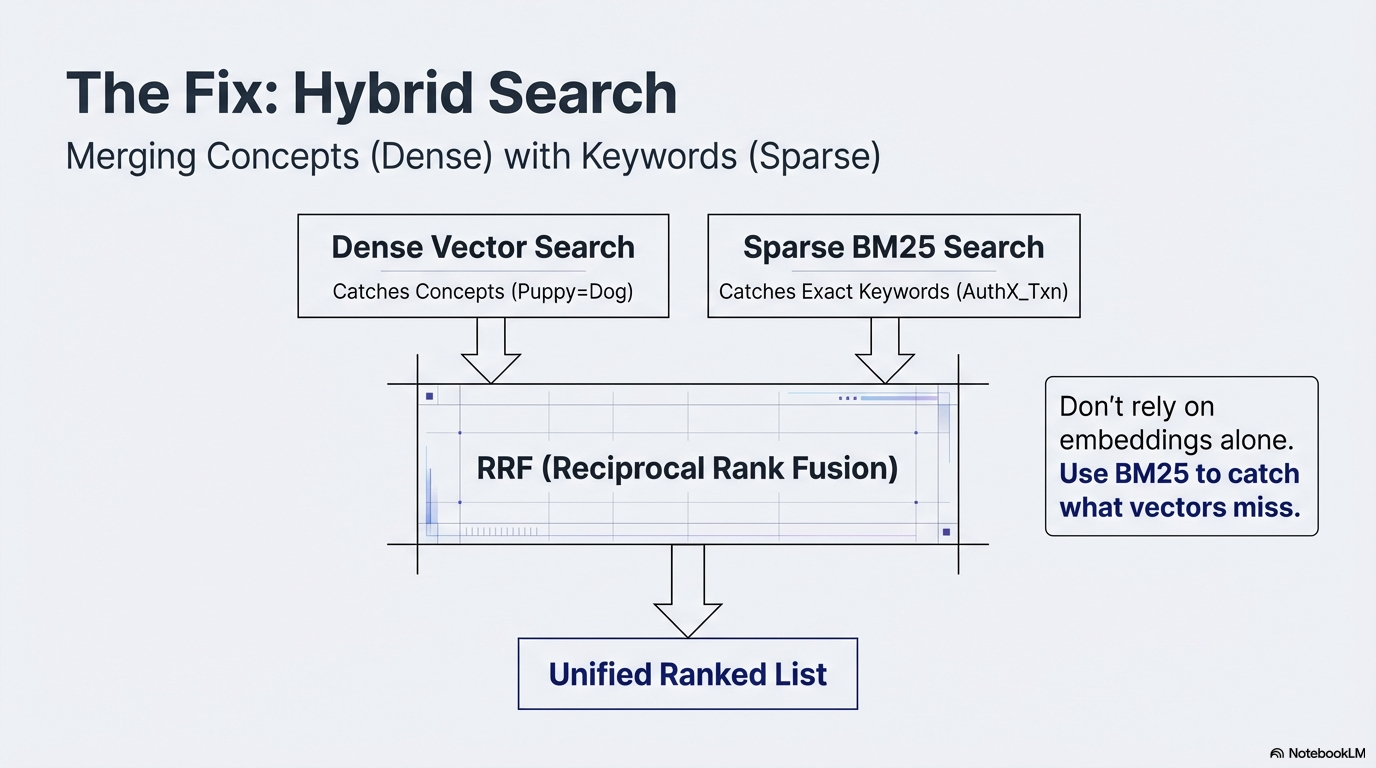 The Fix: Hybrid Search
Merging Concepts (Dense) with Keywords (Sparse)
Dense Vector Search
Catches Concepts (Puppy=Dog)
Sparse BM25 Search
Catches Exact Keywords (AuthX_Txn)
RRF (Reciprocal Rank Fusion)
Don’t rely on
embeddings alone.
Use BM25 to catch
what vectors miss.
Unified Ranked List
NotebookLM